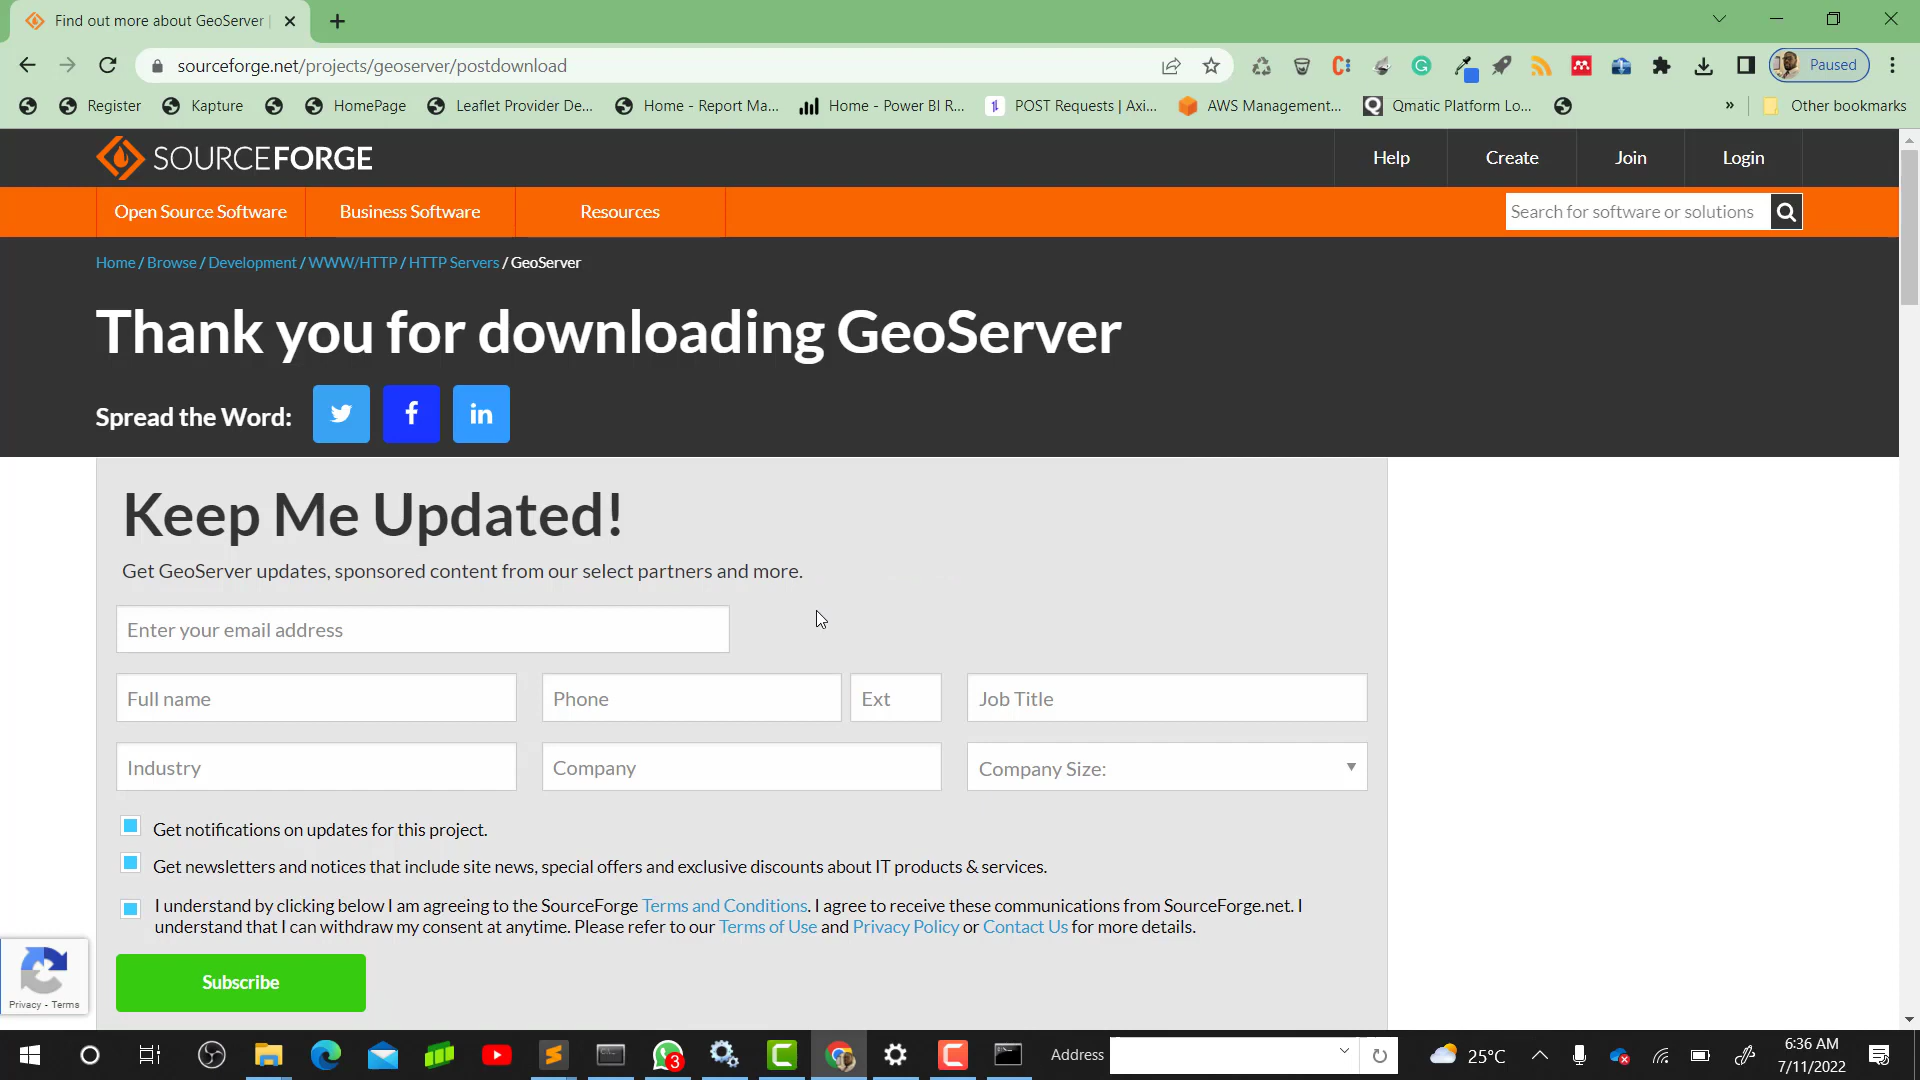 Find out more about GeoServer |
sourceforge.net/projects/geoserver/postdownload
Paused
Register
Kapture
HomePage
Leaflet Provider De...
Home - Report Ma...
Home - Power BI R...
POST Requests | Axi...
AWS Management...
Qmatic Platform Lo...
»
Other bookmarks
SOURCEFORGE
Help
Create
Join
Login
Open Source Software
Business Software
Resources
Search for software or solutions
Home / Browse / Development / WWW/HTTP / HTTP Servers / GeoServer
Thank you for downloading GeoServer
Spread the Word:
Keep Me Updated!
Get GeoServer updates, sponsored content from our select partners and more.
Enter your email address
Full name
Phone
Ext
Job Title
Industry
Company
Company Size:
Get notifications on updates for this project.
Get newsletters and notices that include site news, special offers and exclusive discounts about IT products & services.
I understand by clicking below I am agreeing to the SourceForge Terms and Conditions. I agree to receive these communications from SourceForge.net. I
understand that I can withdraw my consent at anytime. Please refer to our Terms of Use and Privacy Policy or Contact Us for more details.
Subscribe
Privacy - Terms
3
Address
25°C
6:36 AM
7/11/2022